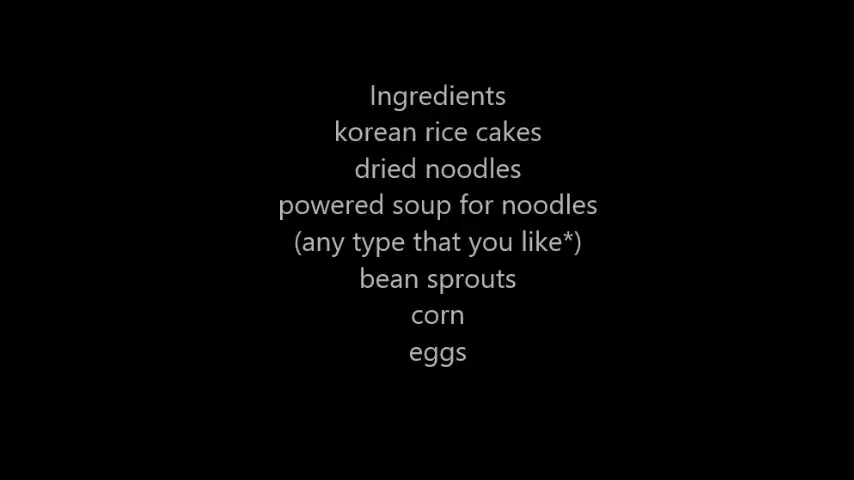 Ingredients
korean rice cakes
dried noodles
powered soup for noodles
(any type that you like*)
bean sprouts
corn
eggs